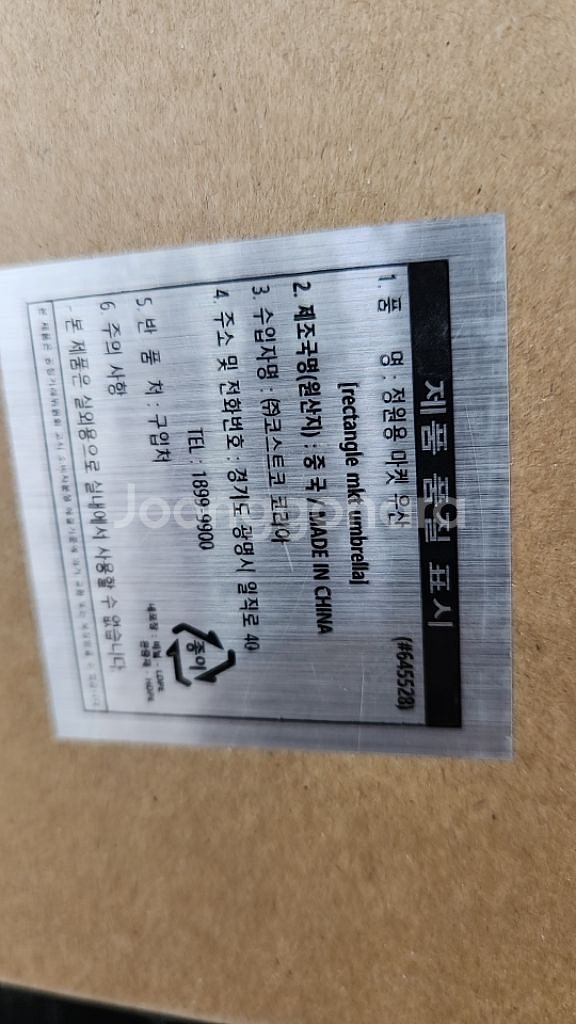 제품 품질 표시
1. 품 명 : 정원용 마켓 우산 (#645528)
[rectangle mkt umbrella]
2. 제조국명(원산지) : 중국 / MADE IN CHINA
3. 수입자명 : (주)코스트코 코리아
4. 주소 및 전화번호 : 경기도 광명시 일직로 40
TEL : 1899-9900
5. 반 품 처 : 구입처
6. 주의 사항
- 본 제품은 실외용으로 실내에서 사용할 수 없습니다.
종이
Joonggonara